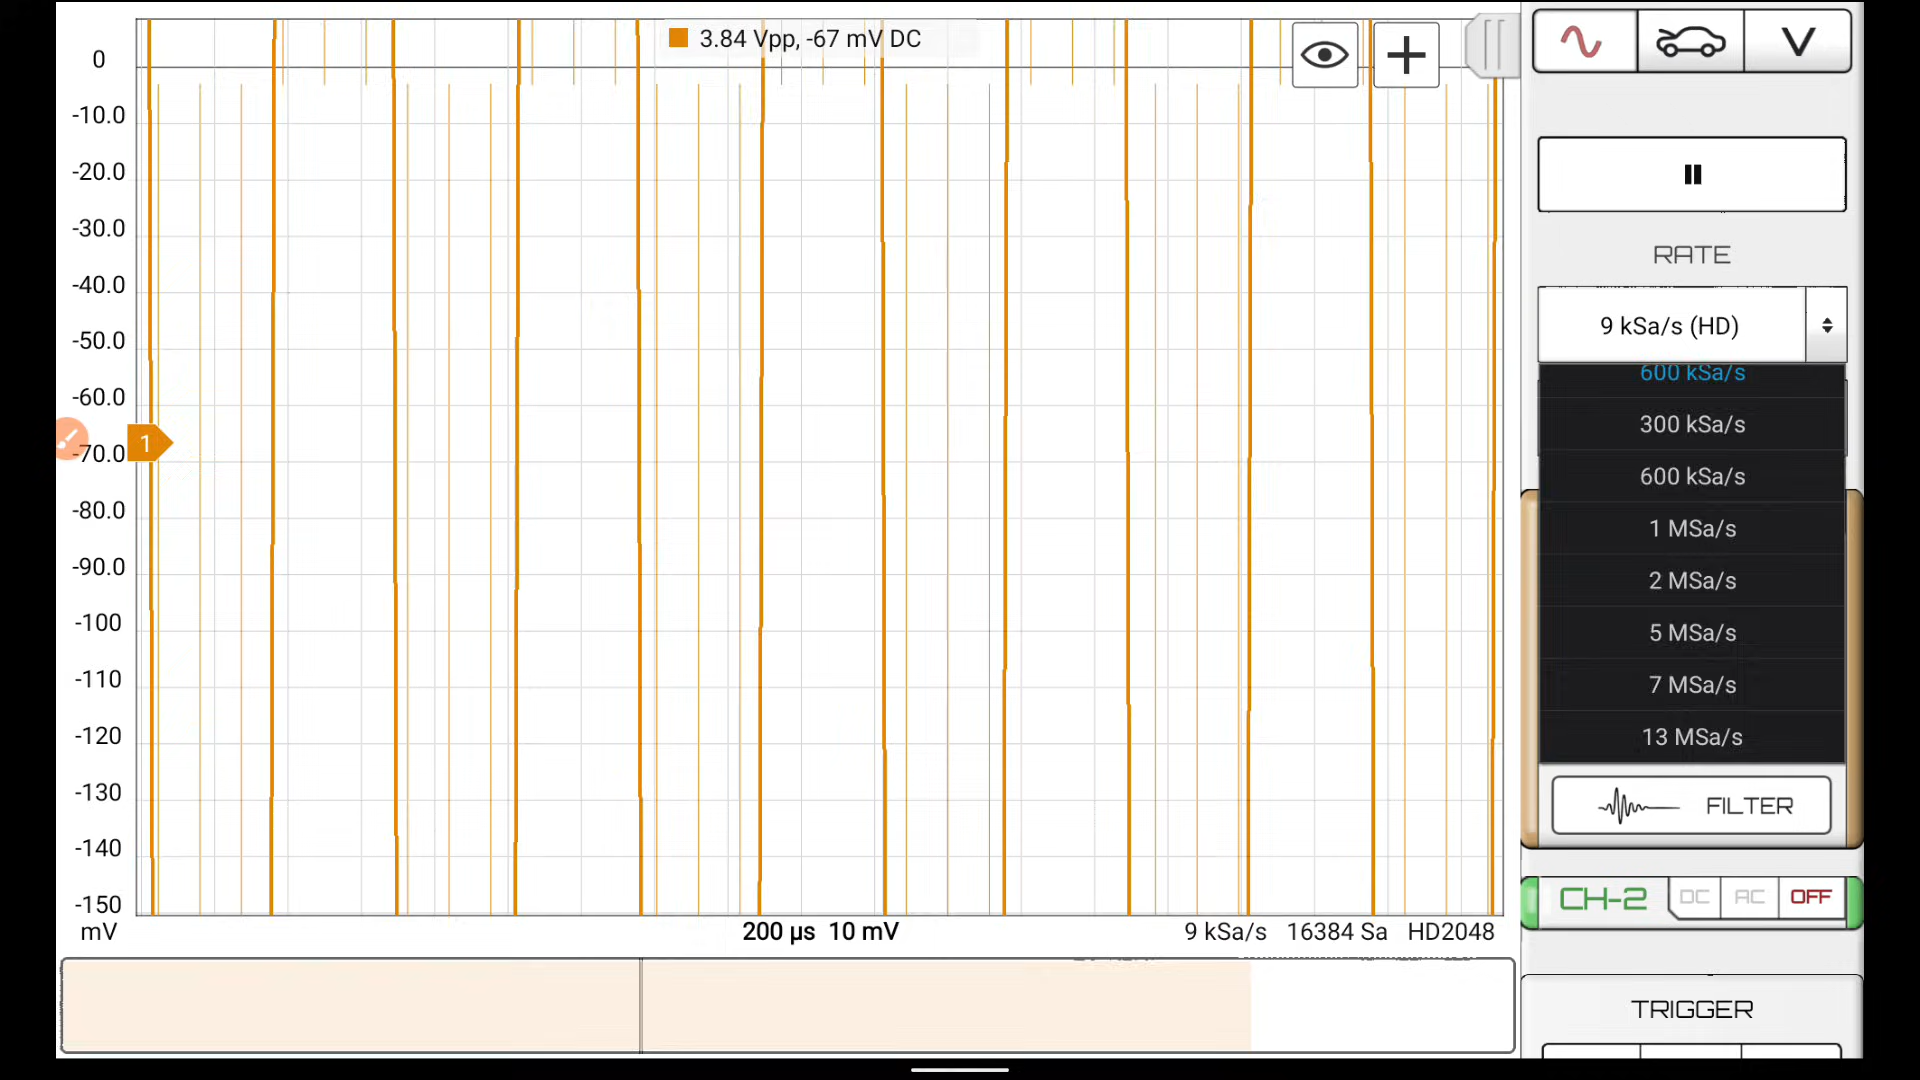 3.84 Vpp, -67 mV DC
0
-10.0
-20.0
-30.0
-40.0
-50.0
-60.0
1
-70.0
-80.0
-90.0
-100
-110
-120
-130
-140
-150
mV
200 µs 10 mV
9 kSa/s 16384 Sa HD2048
V
RATE
9 kSa/s (HD)
600 kSa/s
300 kSa/s
600 kSa/s
1 MSa/s
2 MSa/s
5 MSa/s
7 MSa/s
13 MSa/s
FILTER
CH-2 DC AC OFF
TRIGGER